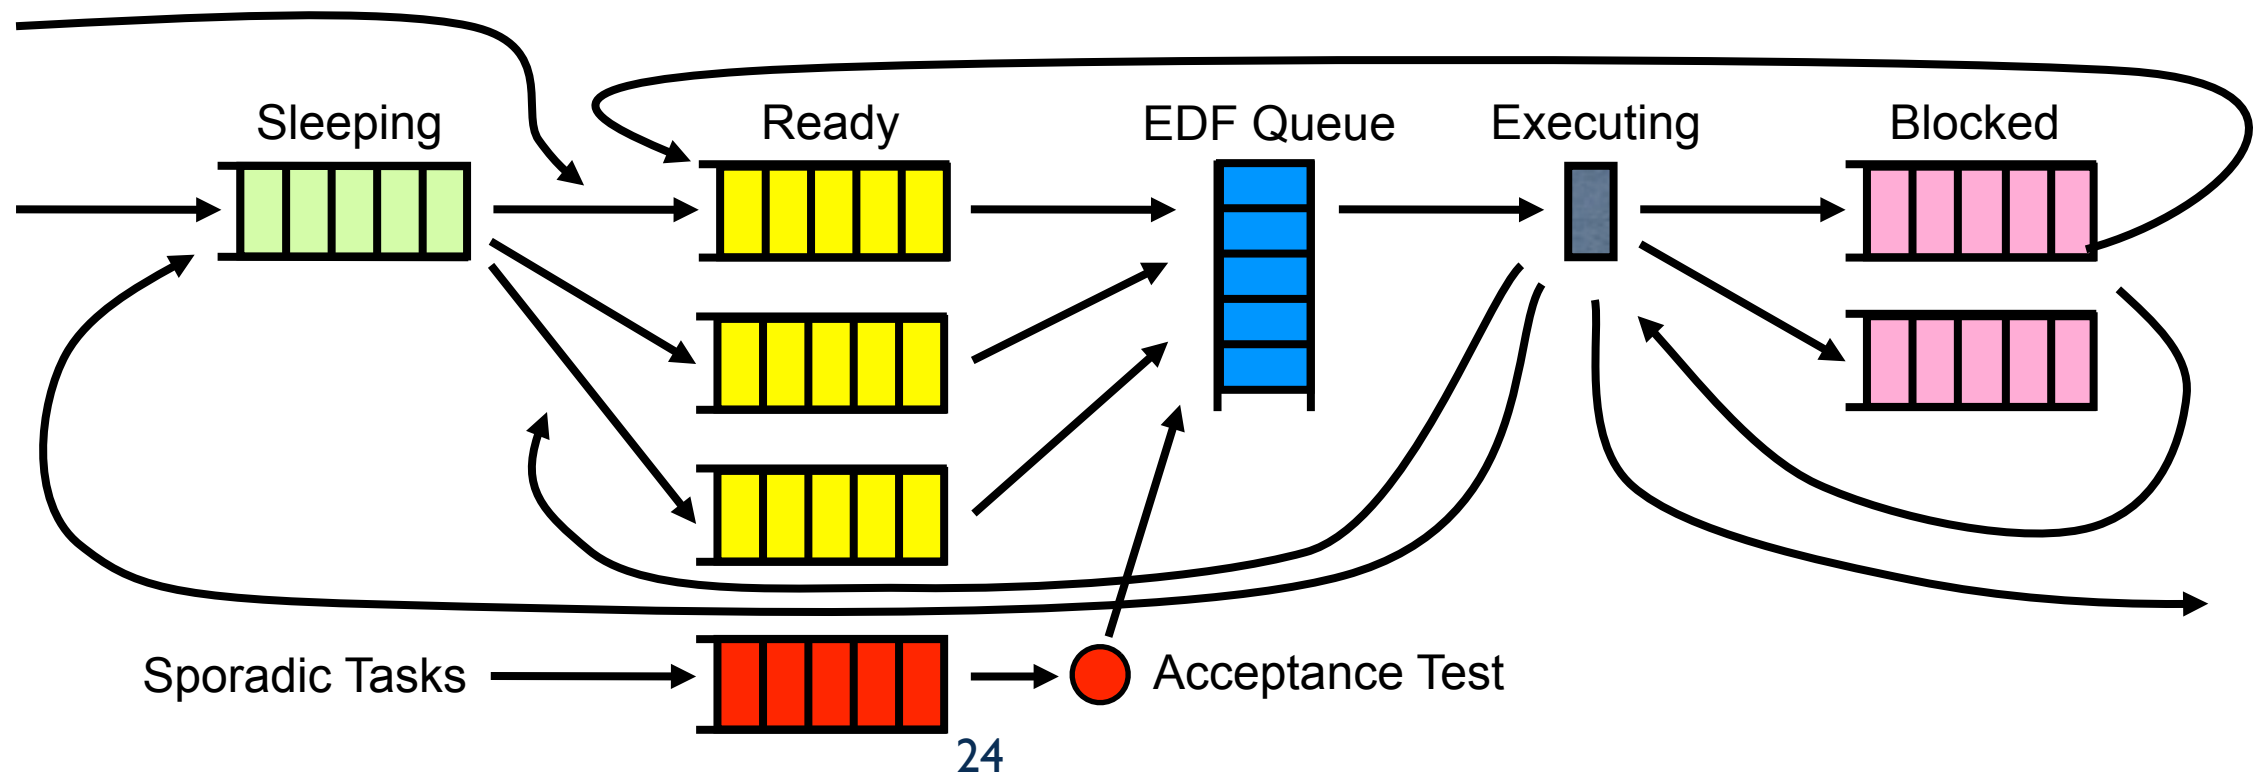 Sleeping
Ready
EDF Queue
Executing
Blocked
Sporadic Tasks
Acceptance Test
24